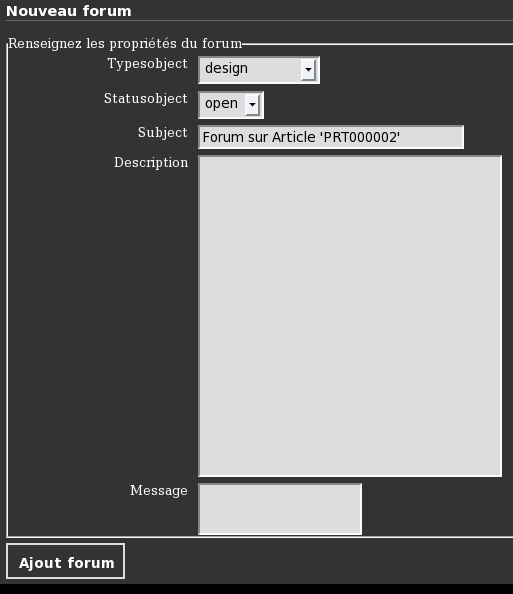 Nouveau forum
Renseignez les propriétés du forum
Typesobject design
Statusobject open
Subject Forum sur Article 'PRT000002'
Description
Message
Ajout forum